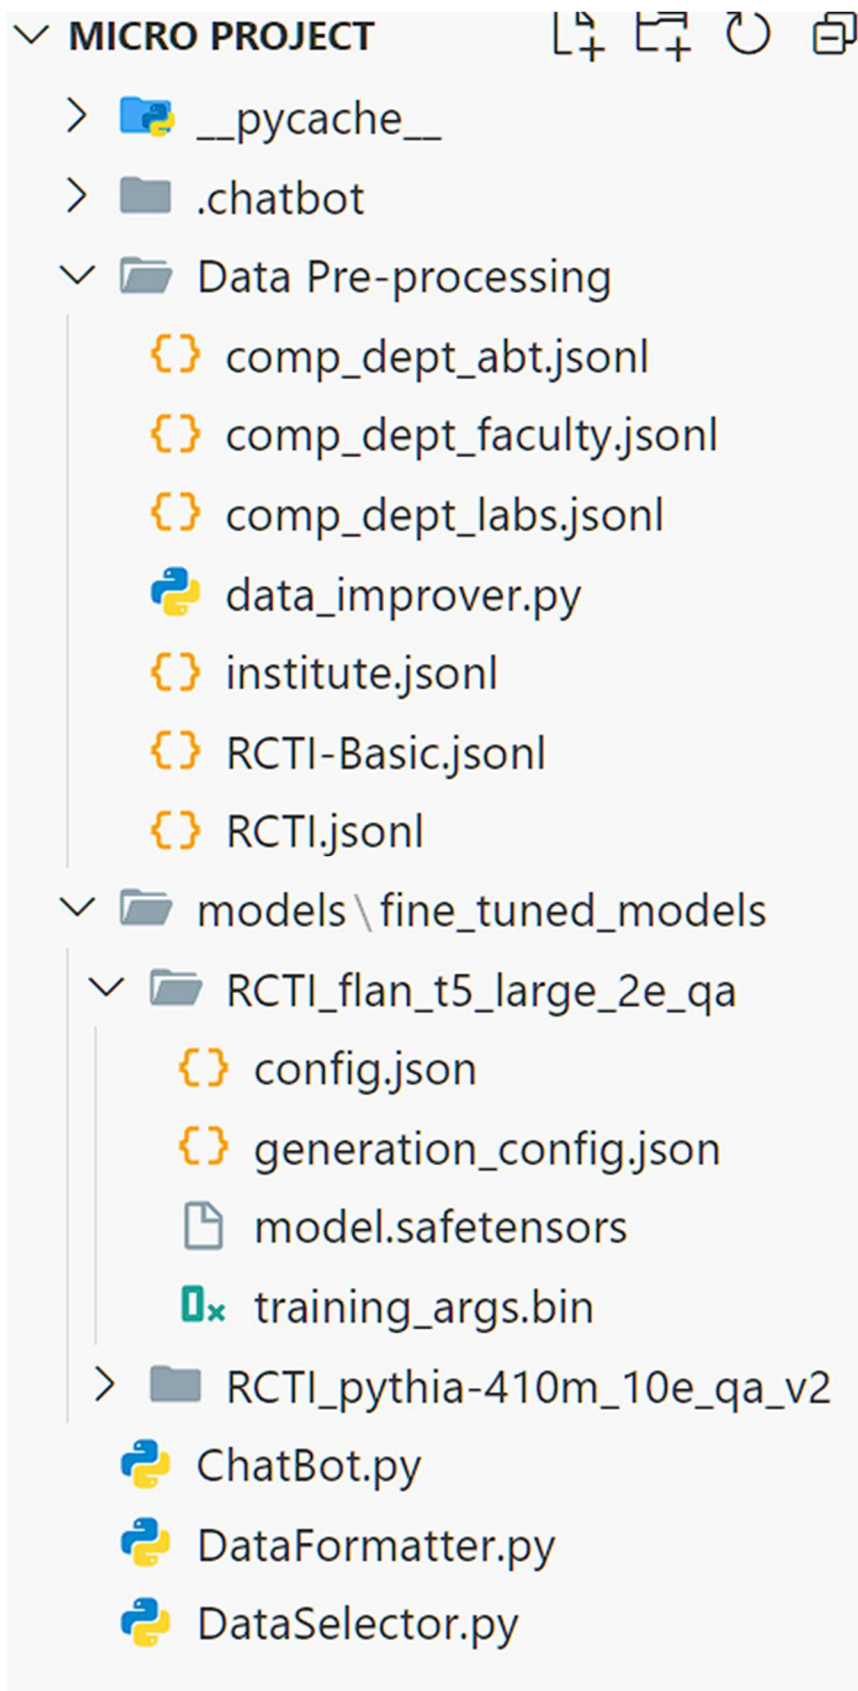 MICRO PROJECT
__pycache__
.chatbot
Data Pre-processing
comp_dept_abt.jsonl
comp_dept_faculty.jsonl
comp_dept_labs.jsonl
data_improver.py
institute.jsonl
RCTI-Basic.jsonl
RCTI.jsonl
models\fine_tuned_models
RCTI_flan_t5_large_2e_qa
config.json
generation_config.json
model.safetensors
training_args.bin
RCTI_pythia-410m_10e_qa_v2
ChatBot.py
DataFormatter.py
DataSelector.py